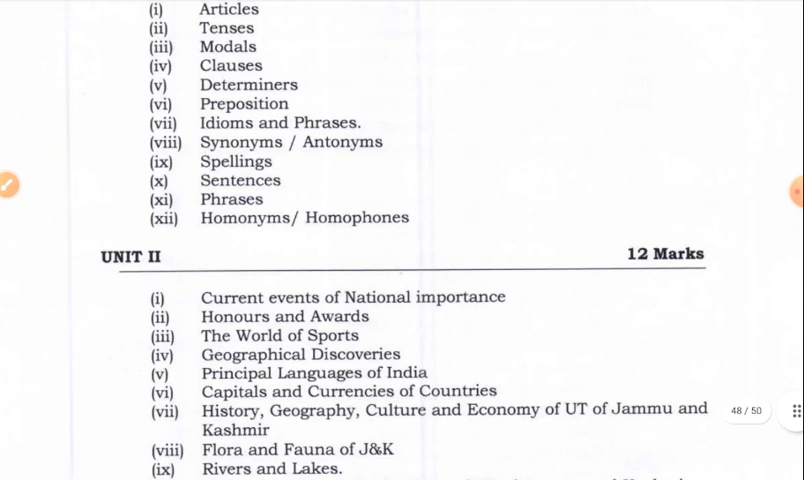 (i) Articles
(ii) Tenses
(iii) Modals
(iv) Clauses
(v) Determiners
(vi) Preposition
(vii) Idioms and Phrases.
(viii) Synonyms / Antonyms
(ix) Spellings
(x) Sentences
(xi) Phrases
(xii) Homonyms/ Homophones
UNIT II 12 Marks
(i) Current events of National importance
(ii) Honours and Awards
(iii) The World of Sports
(iv) Geographical Discoveries
(v) Principal Languages of India
(vi) Capitals and Currencies of Countries
(vii) History, Geography, Culture and Economy of UT of Jammu and
Kashmir
48 / 50
(viii) Flora and Fauna of J&K
(ix) Rivers and Lakes.